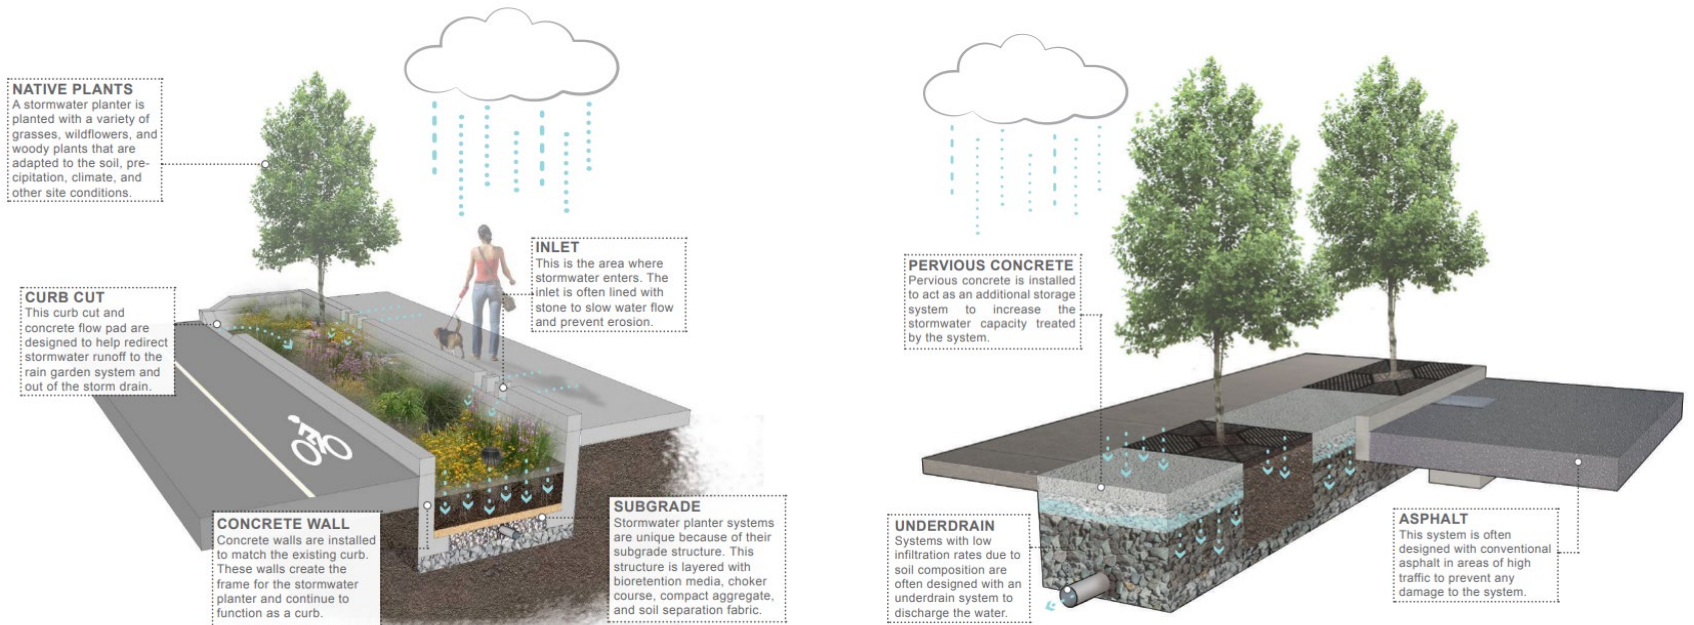 NATIVE PLANTS
A stormwater planter is
planted with a variety of
grasses, wildflowers, and
woody plants that are
adapted to the soil, pre-
cipitation, climate, and
other site conditions.
CURB CUT
This curb cut and
concrete flow pad are
designed to help redirect
stormwater runoff to the
rain garden system and
out of the storm drain.
INLET
This is the area where
stormwater enters. The
inlet is often lined with
stone to slow water flow
and prevent erosion.
CONCRETE WALL
Concrete walls are installed
to match the existing curb.
These walls create the
frame for the stormwater
planter and continue to
function as a curb.
SUBGRADE
Stormwater planter systems
are unique because of their
subgrade structure. This
structure is layered with
bioretention media, choker
course, compact aggregate,
and soil separation fabric.
PERVIOUS CONCRETE
Pervious concrete is installed
to act as an additional storage
system to increase the
stormwater capacity treated
by the system.
UNDERDRAIN
Systems with low
infiltration rates due to
soil composition are
often designed with an
underdrain system to
discharge the water.
ASPHALT
This system is often
designed with conventional
asphalt in areas of high
traffic to prevent any
damage to the system.